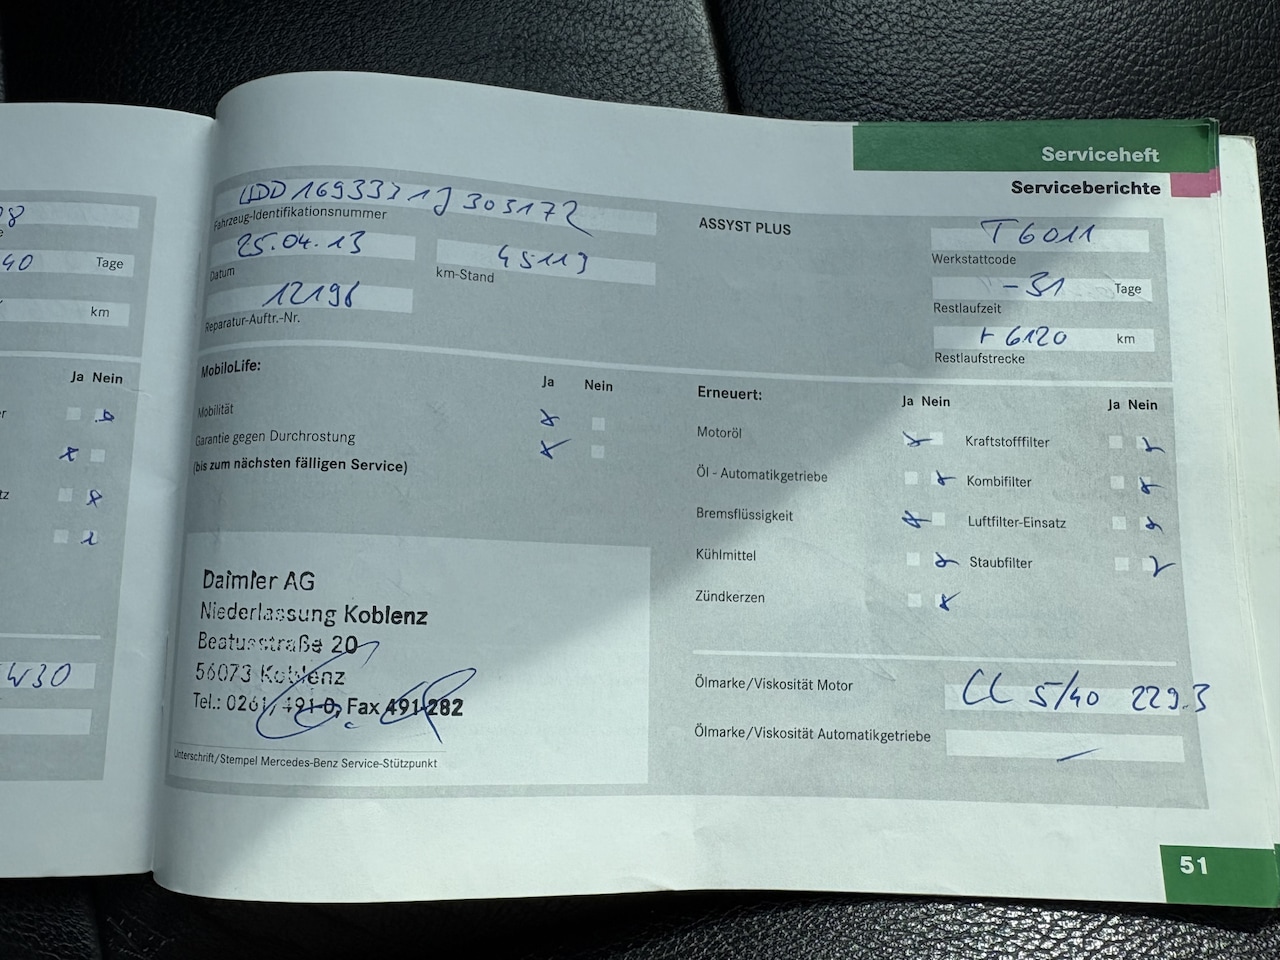 Serviceheft
Serviceberichte
WDD1693331J303172
Fahrzeug-Identifikationsnummer
25.04.13
Datum
45119
km-Stand
12196
Reparatur-Auftr.-Nr.
ASSYST PLUS
T6011
Werkstattcode
-31 Tage
Restlaufzeit
+6120 km
Restlaufstrecke
40 Tage
km
Ja Nein
MobiloLife:
Ja Nein
Mobilität
Garantie gegen Durchrostung
(bis zum nächsten fälligen Service)
Erneuert:
Ja Nein
Ja Nein
Motoröl
Kraftstofffilter
Öl - Automatikgetriebe
Kombifilter
Bremsflüssigkeit
Luftfilter-Einsatz
Kühlmittel
Staubfilter
Zündkerzen
Daimler AG
Niederlassung Koblenz
Beatusstraße 20
56073 Koblenz
Tel.: 0261/491-0, Fax 491-282
Unterschrift/Stempel Mercedes-Benz Service-Stützpunkt
W30
Ölmarke/Viskosität Motor
5/40 229.3
Ölmarke/Viskosität Automatikgetriebe
51